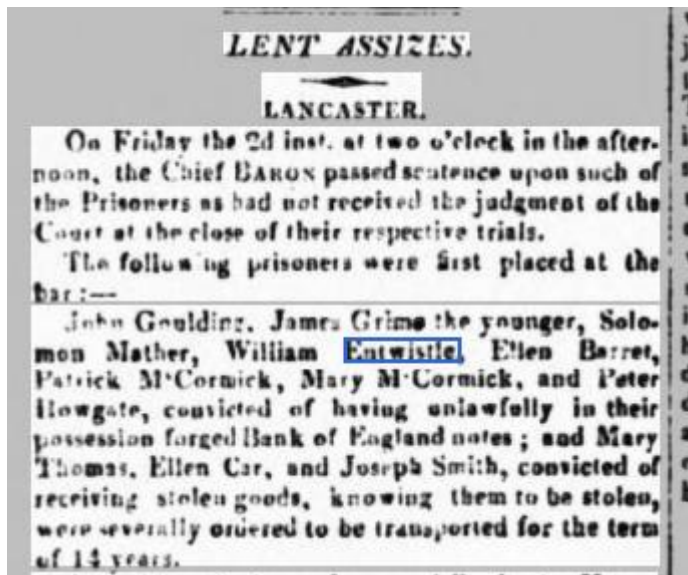 LENT ASSIZES.
LANCASTER.
On Friday the 2d inst. at two o'clock in the after-
noon, the Chief BARON passed sentence upon such of
the Prisoners as had not received the judgment of the
Court at the close of their respective trials.
The following prisoners were first placed at the
bar:—
John Goulding, James Grime the younger, Solo-
mon Mather, William Entwistle, Ellen Barret,
Patrick M'Cormick, Mary M'Cormick, and Peter
Howgate, convicted of having unlawfully in their
possession forged Bank of England notes; and Mary
Thomas, Ellen Car, and Joseph Smith, convicted of
receiving stolen goods, knowing them to be stolen,
were severally ordered to be transported for the term
of 14 years.